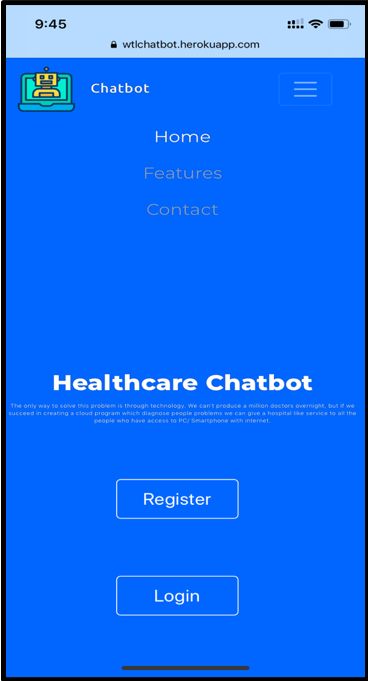 9:45
wtlchatbot.herokuapp.com
Chatbot
Home
Features
Contact
Healthcare Chatbot
The only way to solve this problem is through technology. We can't produce a million doctors overnight, but if we
succeed in creating a cloud program which diagnose people problems we can give a hospital like service to all the
people who have access to PC/ Smartphone with internet.
Register
Login